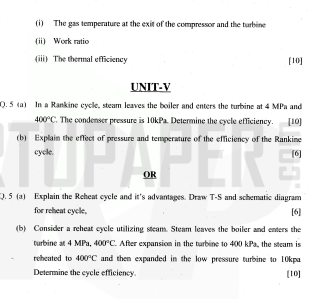 (i) The gas temperature at the exit of the compressor and the turbine
(ii) Work ratio
(iii) The thermal efficiency [10]
UNIT-V
Q. 5 (a) In a Rankine cycle, steam leaves the boiler and enters the turbine at 4 MPa and
400°C. The condenser pressure is 10kPa. Determine the cycle efficiency. [10]
(b) Explain the effect of pressure and temperature of the efficiency of the Rankine
cycle. [6]
OR
Q. 5 (a) Explain the Reheat cycle and it's advantages. Draw T-S and schematic diagram
for reheat cycle, [6]
(b) Consider a reheat cycle utilizing steam. Steam leaves the boiler and enters the
turbine at 4 MPa, 400°C. After expansion in the turbine to 400 kPa, the steam is
reheated to 400°C and then expanded in the low pressure turbine to 10kpa
Determine the cycle efficiency. [10]
RTUPAPER
.COM